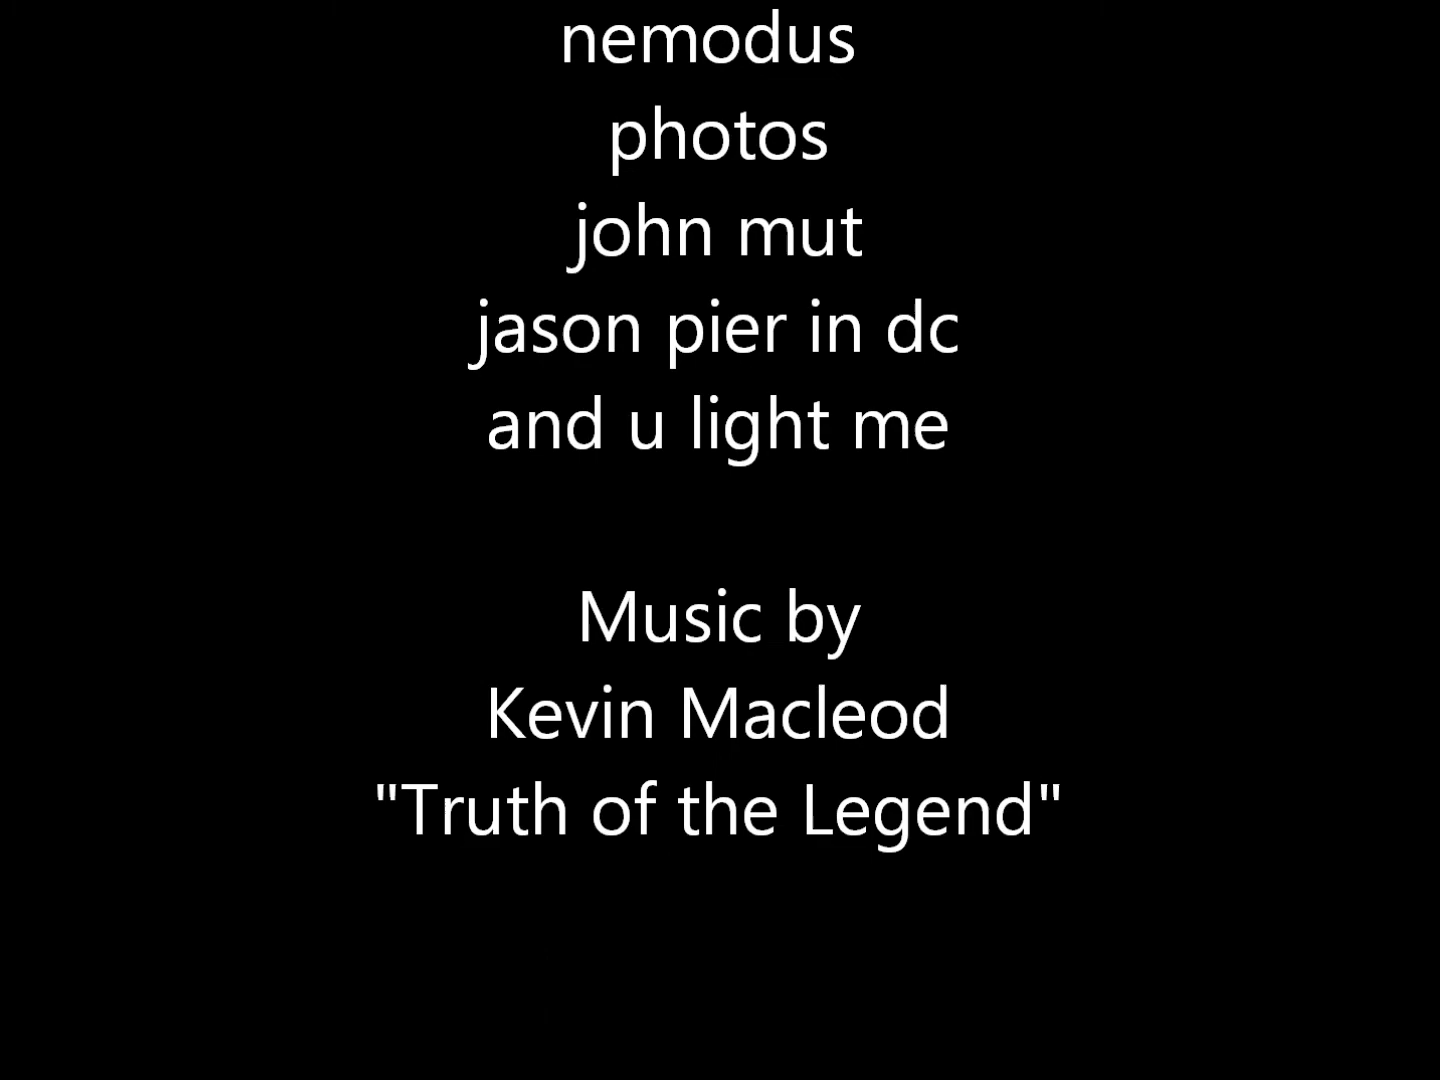 nemodus
photos
john mut
jason pier in dc
and u light me
Music by
Kevin Macleod
"Truth of the Legend"